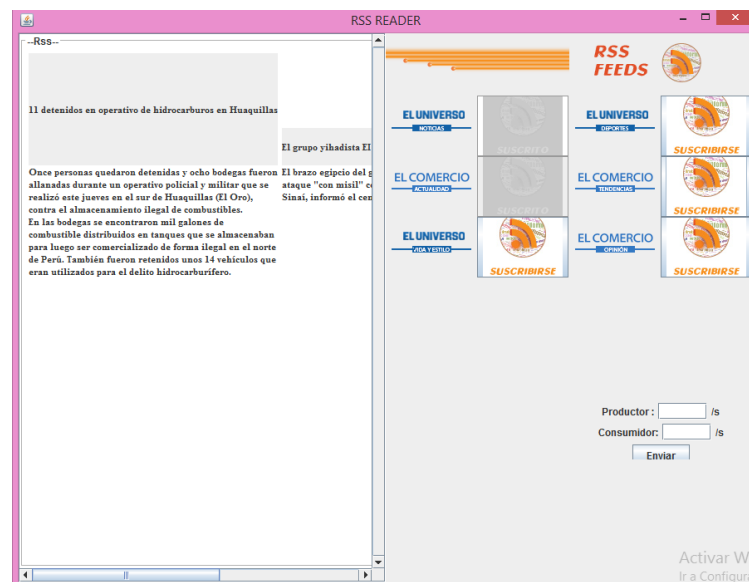 RSS READER
--Rss--
11 detenidos en operativo de hidrocarburos en Huaquillas
Once personas quedaron detenidas y ocho bodegas fueron
allanadas durante un operativo policial y militar que se
realizó este jueves en el sur de Huaquillas (El Oro),
contra el almacenamiento ilegal de combustibles.
En las bodegas se encontraron mil galones de
combustible distribuidos en tanques que se almacenaban
para luego ser comercializado de forma ilegal en el norte
de Perú. También fueron retenidos unos 14 vehículos que
eran utilizados para el delito hidrocarburífero.
El grupo yihadista EI
El brazo egipcio del g
ataque "con misil" c
Sinaí, informó el cen
RSS
FEEDS
EL UNIVERSO
NOTICIAS
SUSCRITO
EL UNIVERSO
DEPORTES
SUSCRIBIRSE
EL COMERCIO
ACTUALIDAD
SUSCRITO
EL COMERCIO
TENDENCIAS
SUSCRIBIRSE
EL UNIVERSO
VIDA Y ESTILO
SUSCRIBIRSE
EL COMERCIO
OPINIÓN
SUSCRIBIRSE
Productor : /s
Consumidor: /s
Enviar
Activar W
Ir a Configur